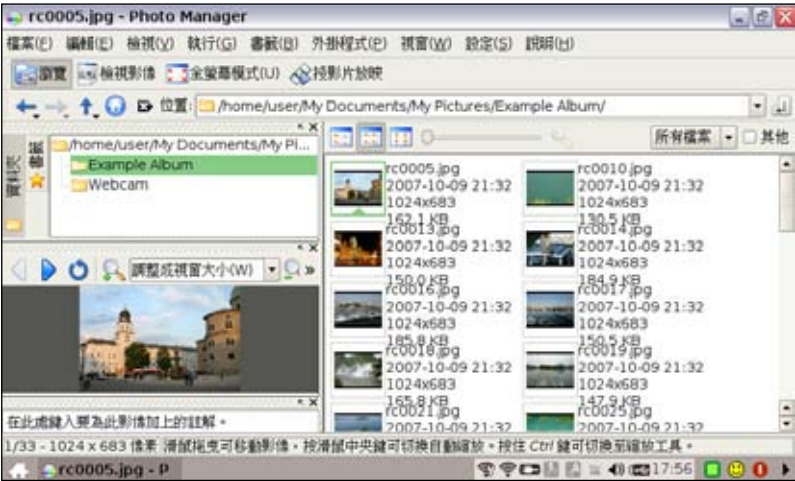 rc0005.jpg - Photo Manager
檔案(F) 編輯(E) 檢視(V) 執行(G) 書籤(B) 外掛程式(P) 視窗(W) 設定(S) 說明(H)
瀏覽 檢視影像 全螢幕模式(U) 投影片放映
位置: /home/user/My Documents/My Pictures/Example Album/
資料夾
書籤
/home/user/My Documents/My Pi...
Example Album
Webcam
所有檔案 其他
rc0005.jpg
2007-10-09 21:32
1024x683
162.1 KB
rc0010.jpg
2007-10-09 21:32
1024x683
130.5 KB
rc0013.jpg
2007-10-09 21:32
1024x683
150.0 KB
rc0014.jpg
2007-10-09 21:32
1024x683
184.9 KB
rc0016.jpg
2007-10-09 21:32
1024x683
185.8 KB
rc0017.jpg
2007-10-09 21:32
1024x683
150.5 KB
rc0018.jpg
2007-10-09 21:32
1024x683
165.8 KB
rc0019.jpg
2007-10-09 21:32
1024x683
147.9 KB
rc0021.jpg
2007-10-09 21:32
rc0025.jpg
2007-10-09 21:32
調整成視窗大小(W)
在此處鍵入要為此影像加上的註解。
1/33 - 1024 x 683 像素 滑鼠拖曳可移動影像，按滑鼠中央鍵可切換自動縮放。按住 Ctrl 鍵可切換至縮放工具。
rc0005.jpg - P
17:56